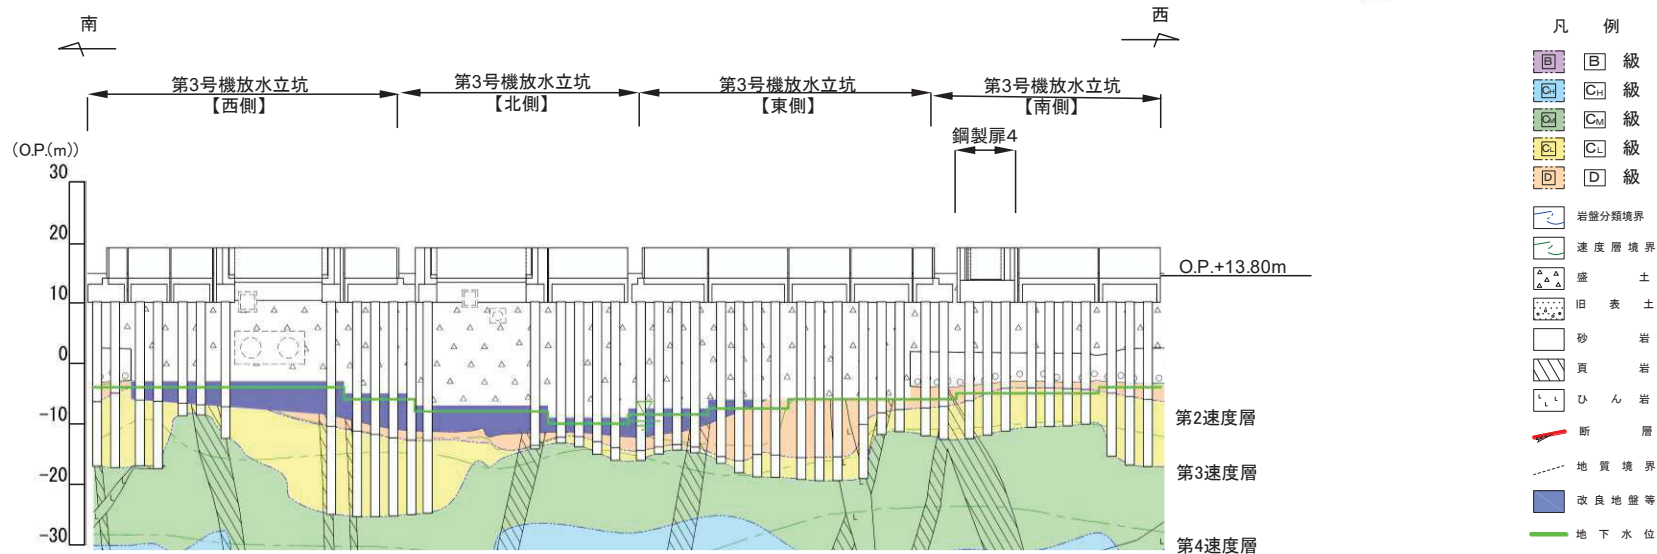 南
西
第3号機放水立坑
【西側】
第3号機放水立坑
【北側】
第3号機放水立坑
【東側】
第3号機放水立坑
【南側】
鋼製扉4
(O.P.(m))
30
20
10
0
-10
-20
-30
O.P.+13.80m
第2速度層
第3速度層
第4速度層
凡 例
B B 級
CH CH 級
CM CM 級
CL CL 級
D D 級
岩盤分類境界
速度層境界
盛 土
旧 表 土
砂 岩
頁 岩
ひ ん 岩
断 層
地 質 境 界
改 良 地 盤 等
地 下 水 位